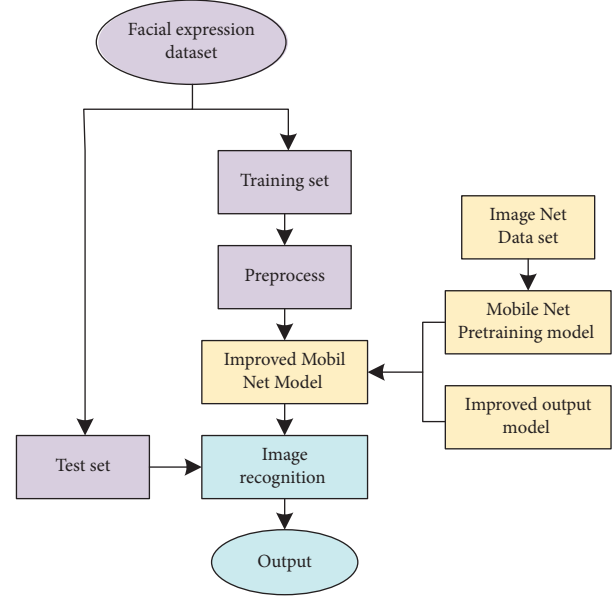 Facial expression
dataset
Training set
Image Net
Data set
Preprocess
Mobile Net
Pretraining model
Improved Mobil
Net Model
Improved output
model
Test set
Image
recognition
Output